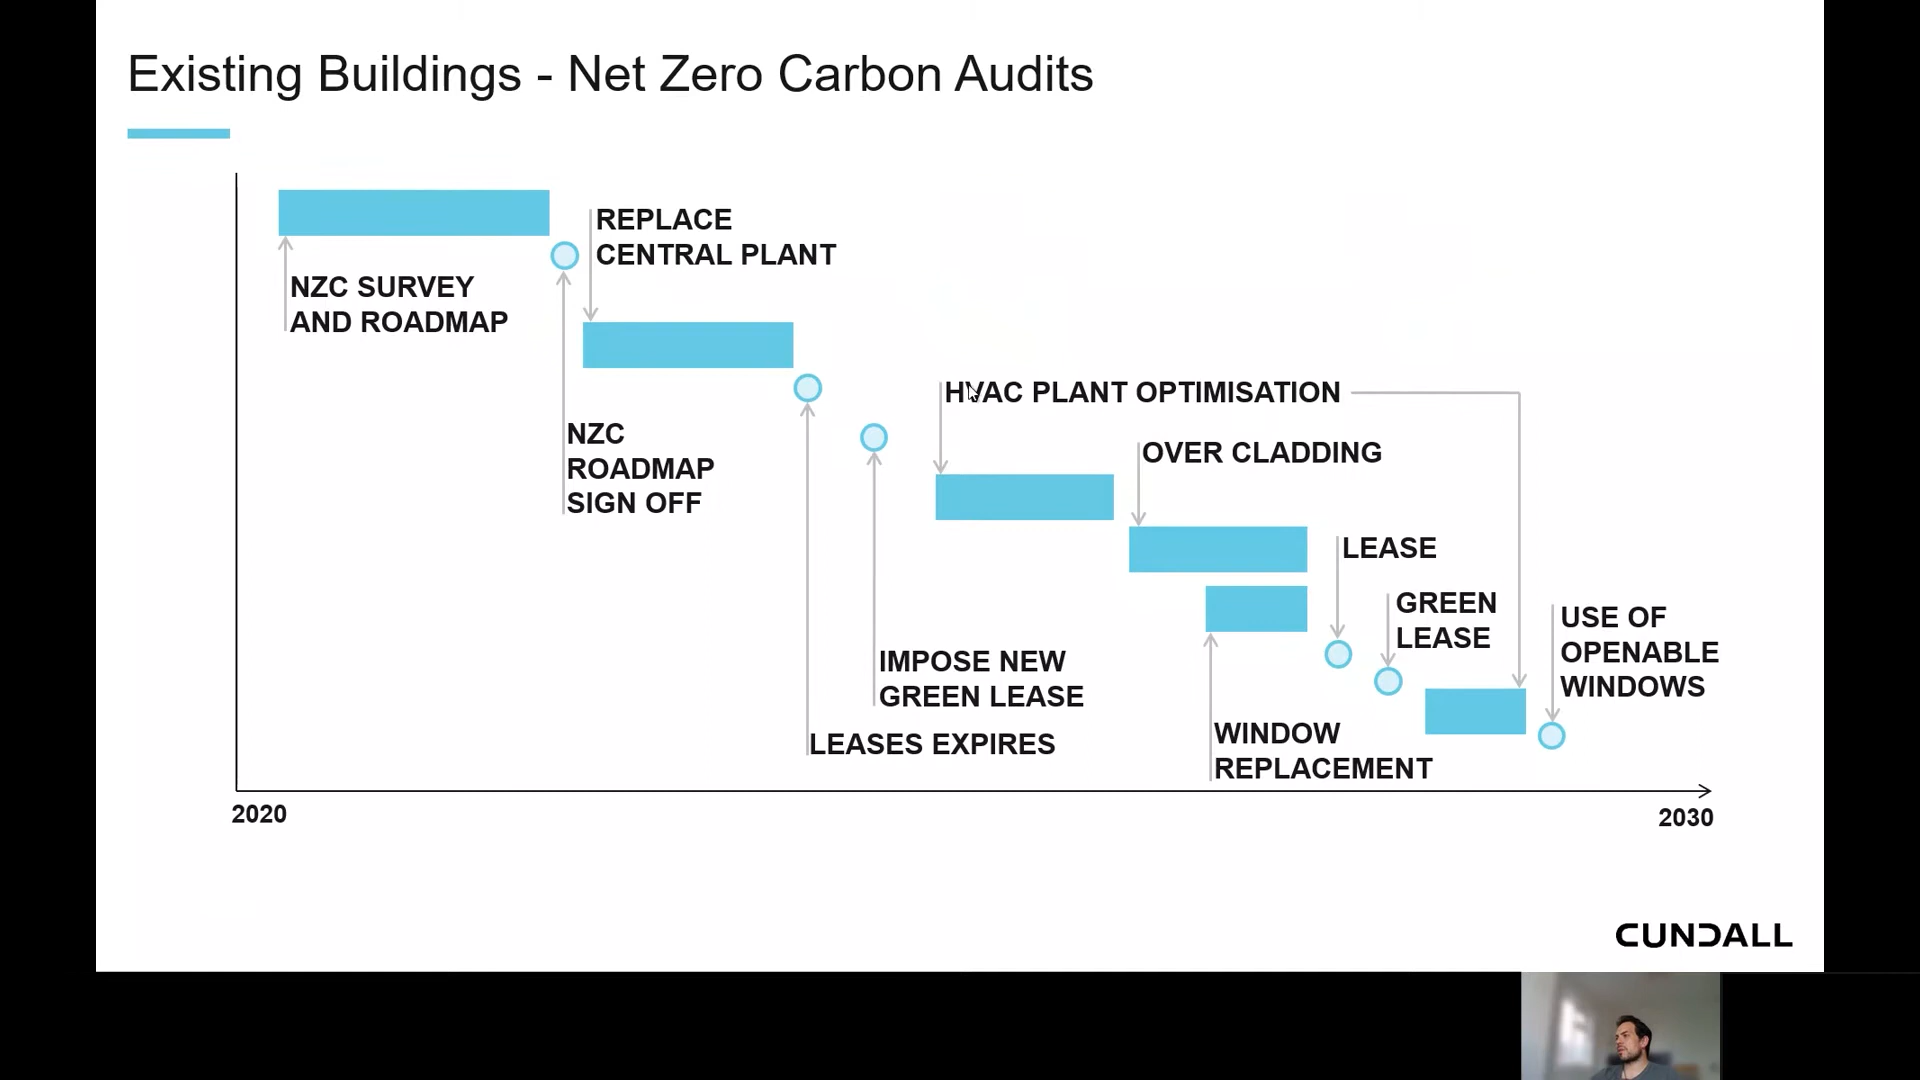 Existing Buildings - Net Zero Carbon Audits
REPLACE
CENTRAL PLANT
NZC SURVEY
AND ROADMAP
HVAC PLANT OPTIMISATION
NZC
ROADMAP
SIGN OFF
OVER CLADDING
LEASE
GREEN
LEASE
USE OF
OPENABLE
WINDOWS
IMPOSE NEW
GREEN LEASE
LEASES EXPIRES
WINDOW
REPLACEMENT
2020
2030
CUNDALL